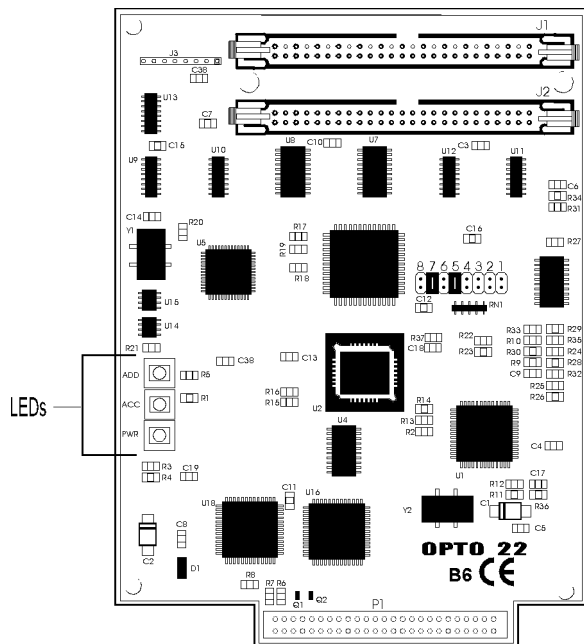 J1
J3
C38
J2
U13
C7
C15
C10
C3
U9
U10
U8
U7
U12
U11
C6
R34
R31
C14
R20
Y1
U5
R17
R19
R18
C16
R27
8 7 6 5 4 3 2 1
C12
RN1
U15
U14
R21
C38
C13
R37
C18
R22
R23
R33
R10
R30
R9
C9
R29
R35
R24
R28
R32
R25
R26
LEDs
ADD
R5
ACC
R1
PWR
R16
R15
U2
R14
R13
R2
U4
U1
C4
R3
R4
C19
C11
U18
U16
R12
R11
C17
C1
R36
Y2
C5
C2
C8
D1
OPTO 22
B6 CE
R8
R7
R6
Q1
Q2
P1